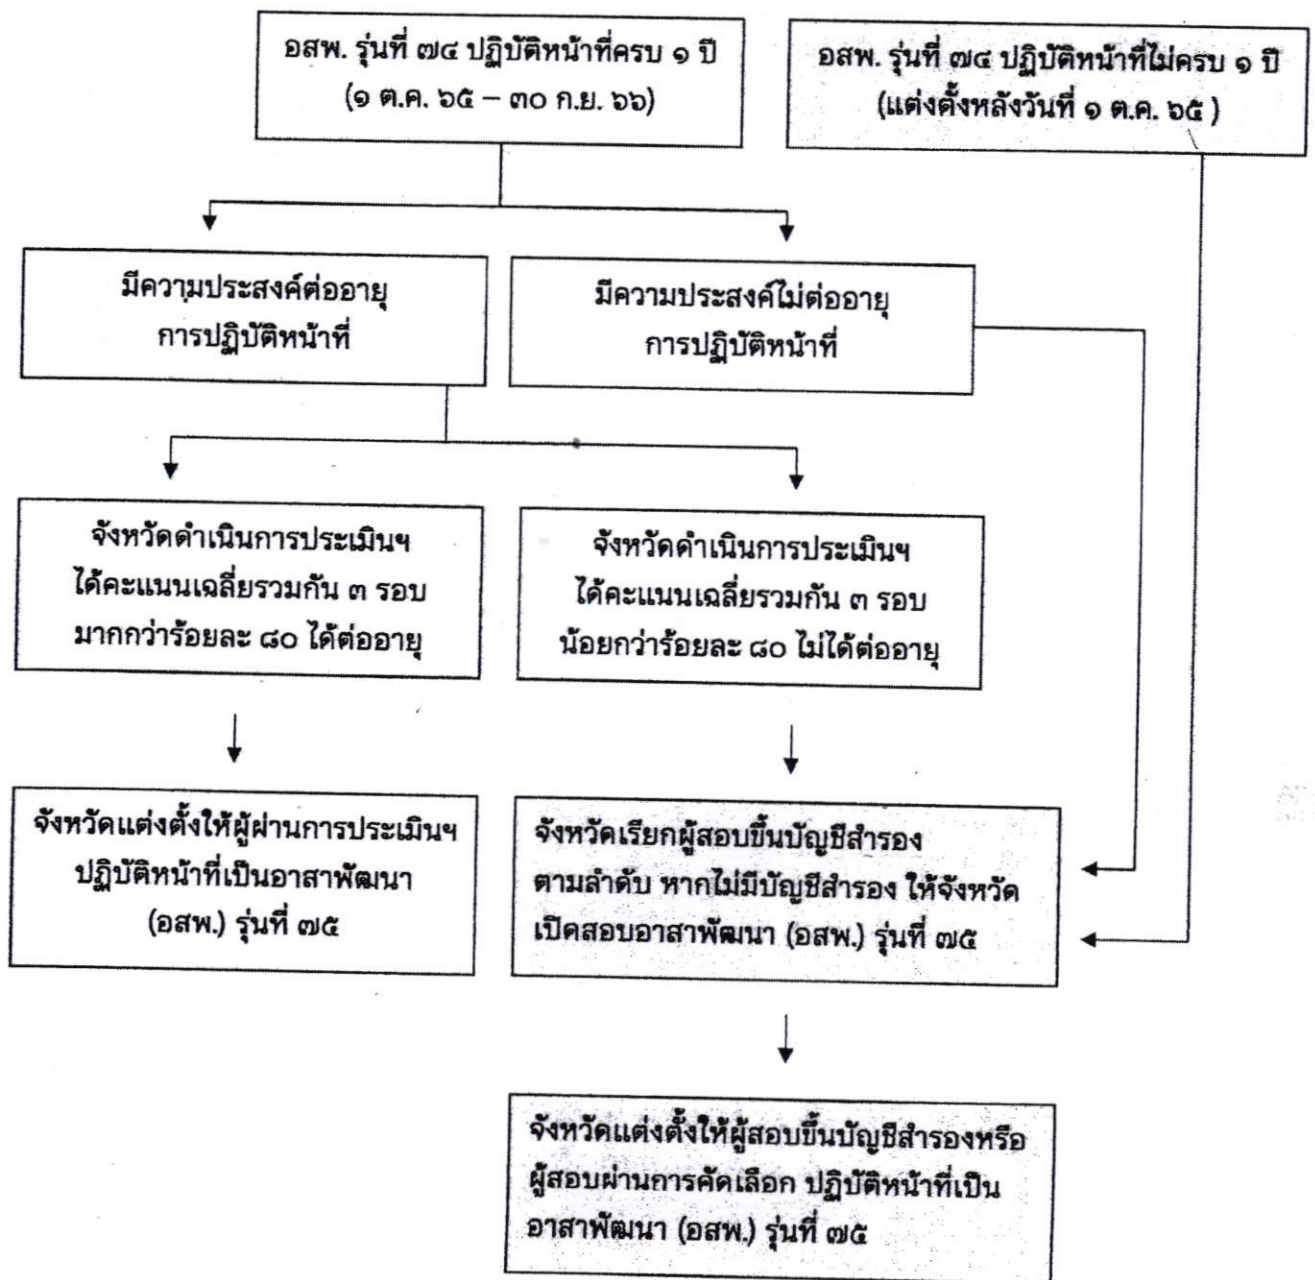 อสพ. รุ่นที่ ๗๔ ปฏิบัติหน้าที่ครบ ๑ ปี
(๑ ต.ค. ๖๕ – ๓๐ ก.ย. ๖๖)
อสพ. รุ่นที่ ๗๔ ปฏิบัติหน้าที่ไม่ครบ ๑ ปี
(แต่งตั้งหลังวันที่ ๑ ต.ค. ๖๕ )
มีความประสงค์ต่ออายุ
การปฏิบัติหน้าที่
มีความประสงค์ไม่ต่ออายุ
การปฏิบัติหน้าที่
จังหวัดดำเนินการประเมินฯ
ได้คะแนนเฉลี่ยรวมกัน ๓ รอบ
มากกว่าร้อยละ ๘๐ ได้ต่ออายุ
จังหวัดดำเนินการประเมินฯ
ได้คะแนนเฉลี่ยรวมกัน ๓ รอบ
น้อยกว่าร้อยละ ๘๐ ไม่ได้ต่ออายุ
จังหวัดแต่งตั้งให้ผู้ผ่านการประเมินฯ
ปฏิบัติหน้าที่เป็นอาสาพัฒนา
(อสพ.) รุ่นที่ ๗๕
จังหวัดเรียกผู้สอบขึ้นบัญชีสำรอง
ตามลำดับ หากไม่มีบัญชีสำรอง ให้จังหวัด
เปิดสอบอาสาพัฒนา (อสพ.) รุ่นที่ ๗๕
จังหวัดแต่งตั้งให้ผู้สอบขึ้นบัญชีสำรองหรือ
ผู้สอบผ่านการคัดเลือก ปฏิบัติหน้าที่เป็น
อาสาพัฒนา (อสพ.) รุ่นที่ ๗๕